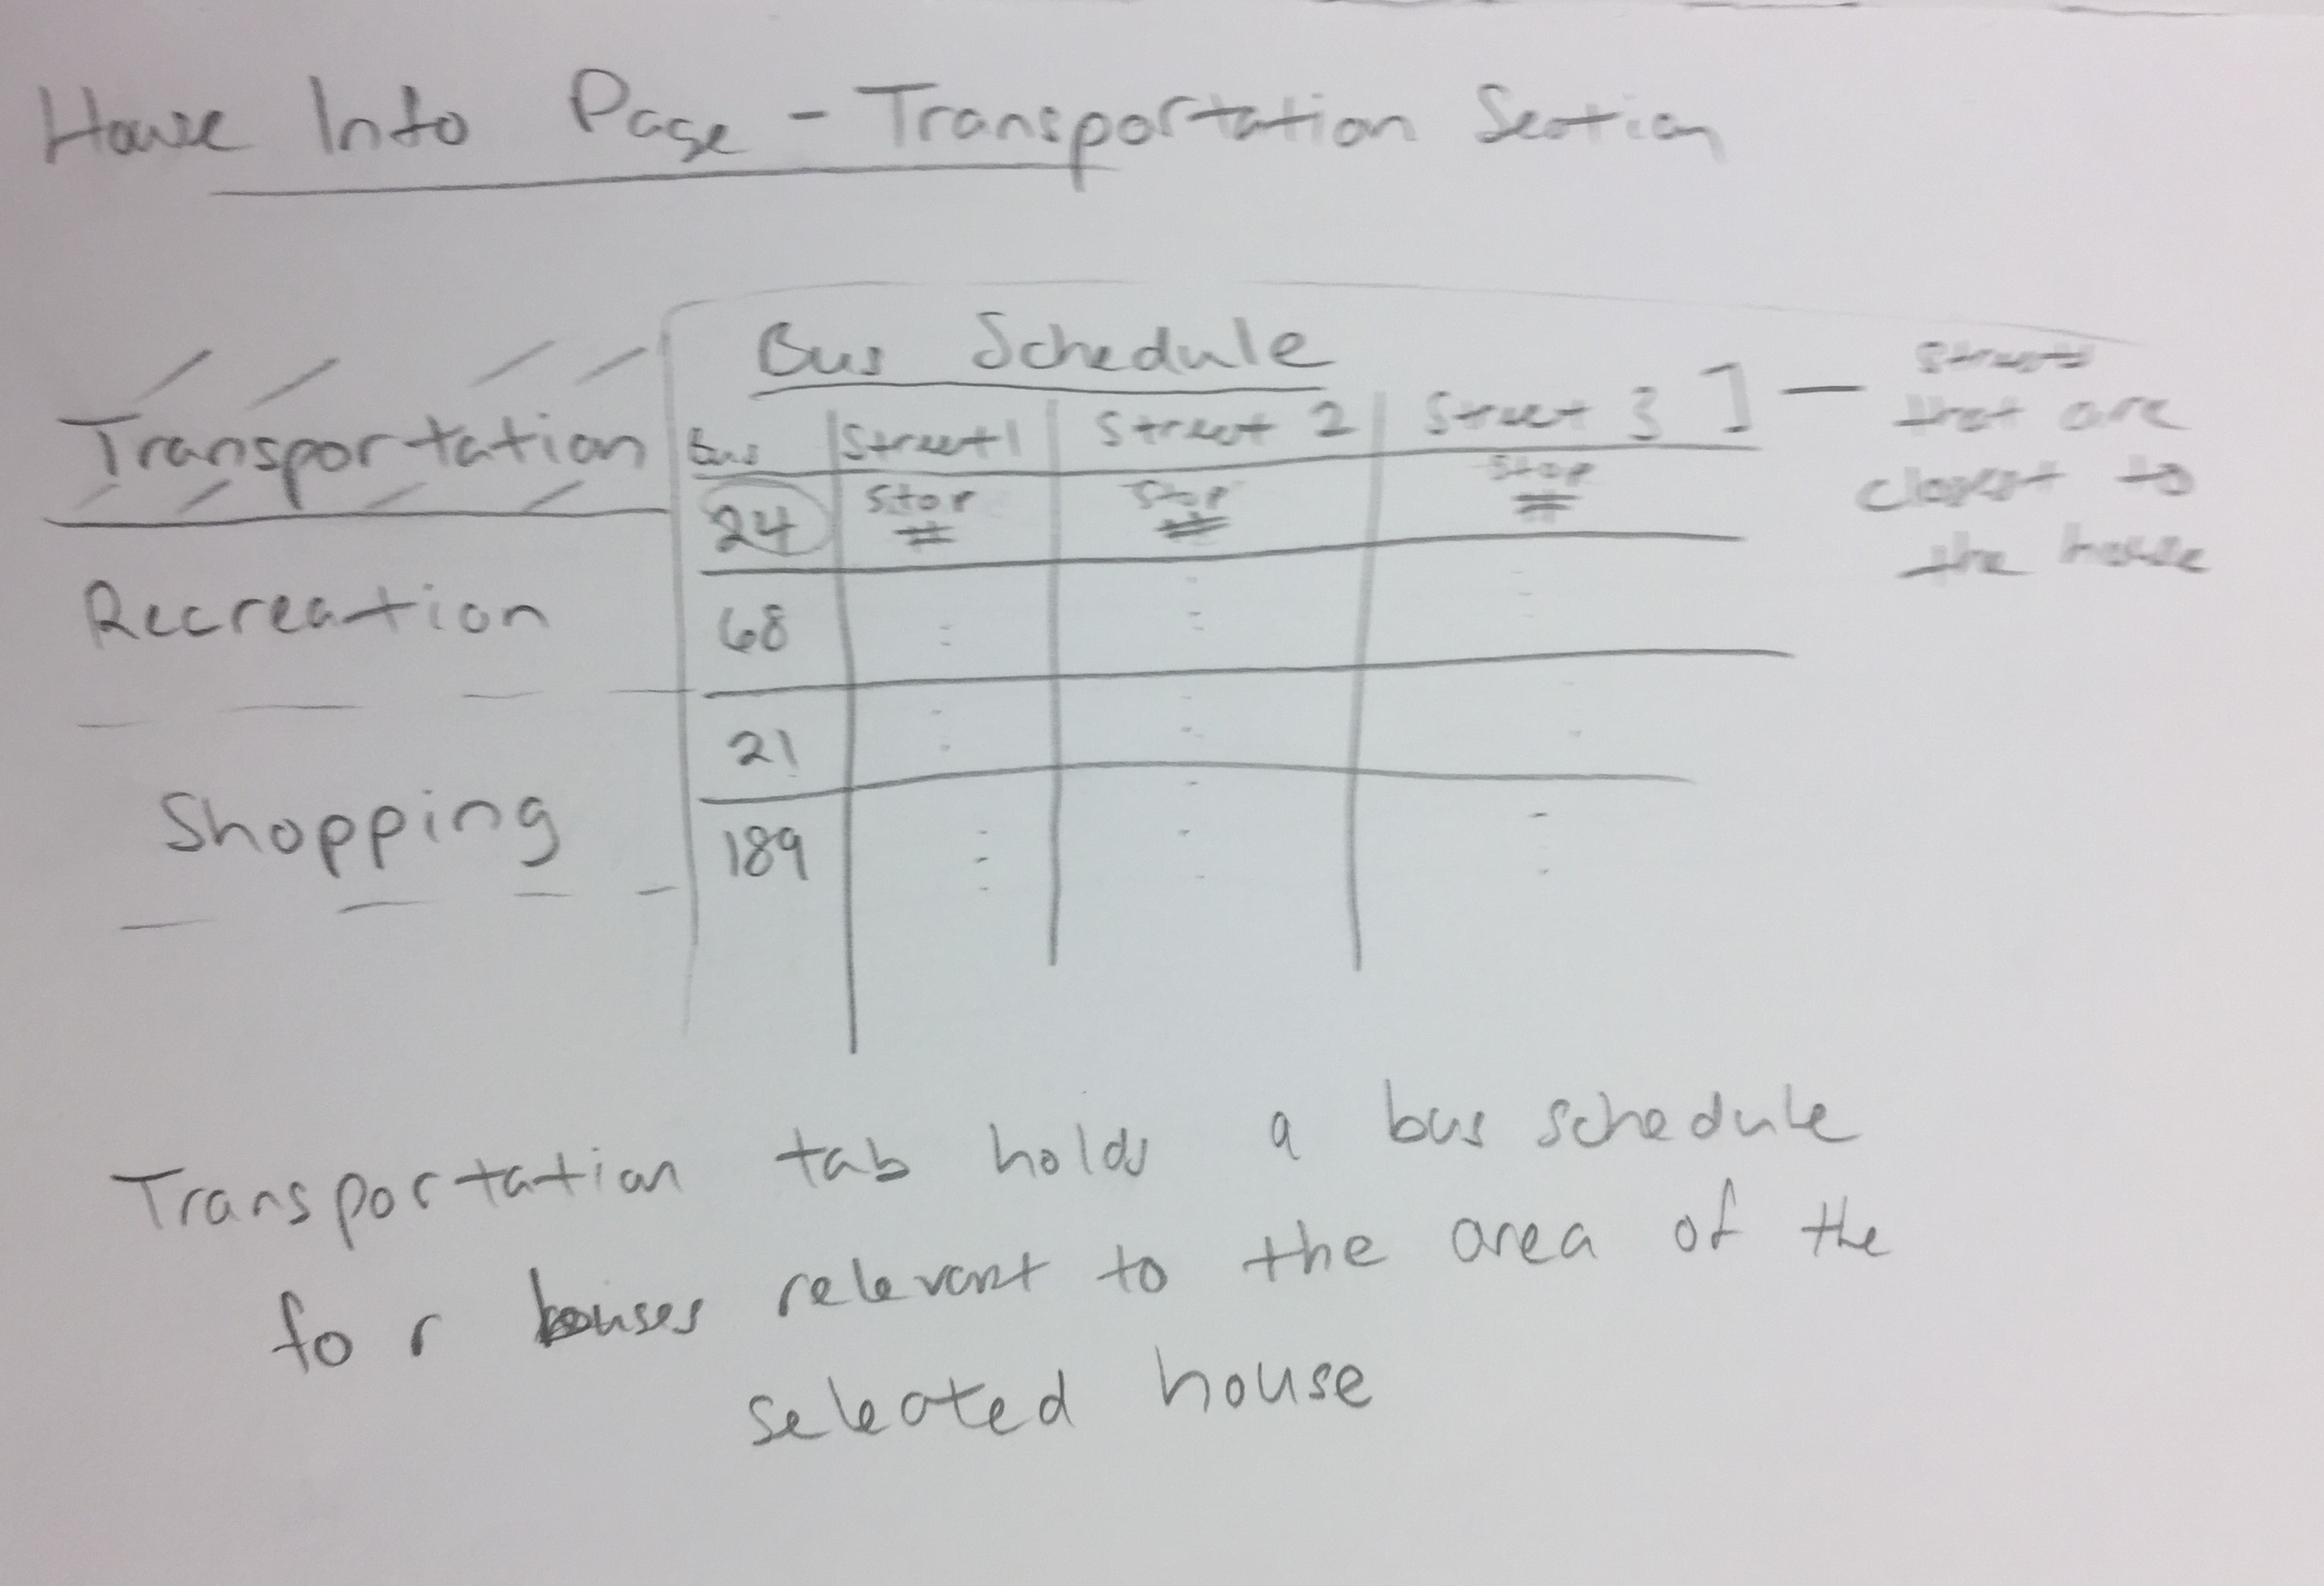 House Info Page - Transportation Section
Bus Schedule
Transportation
Bus Street 1 Street 2 Street 3 ] — Streets
that are
closest to
the house
24 Stop # Stop # Stop #
Recreation
68
21
Shopping
189
Transportation tab holds a bus schedule
for buses relevant to the area of the
selected house